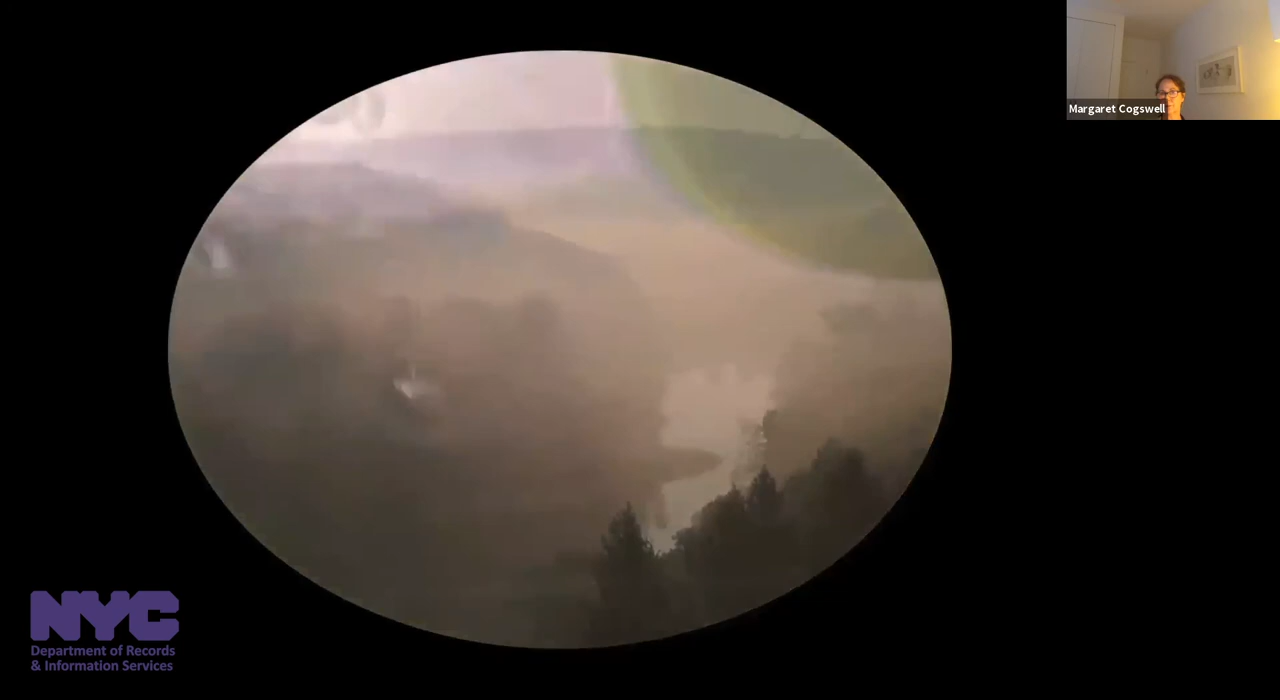 Margaret Cogswell
NYC
Department of Records
& Information Services